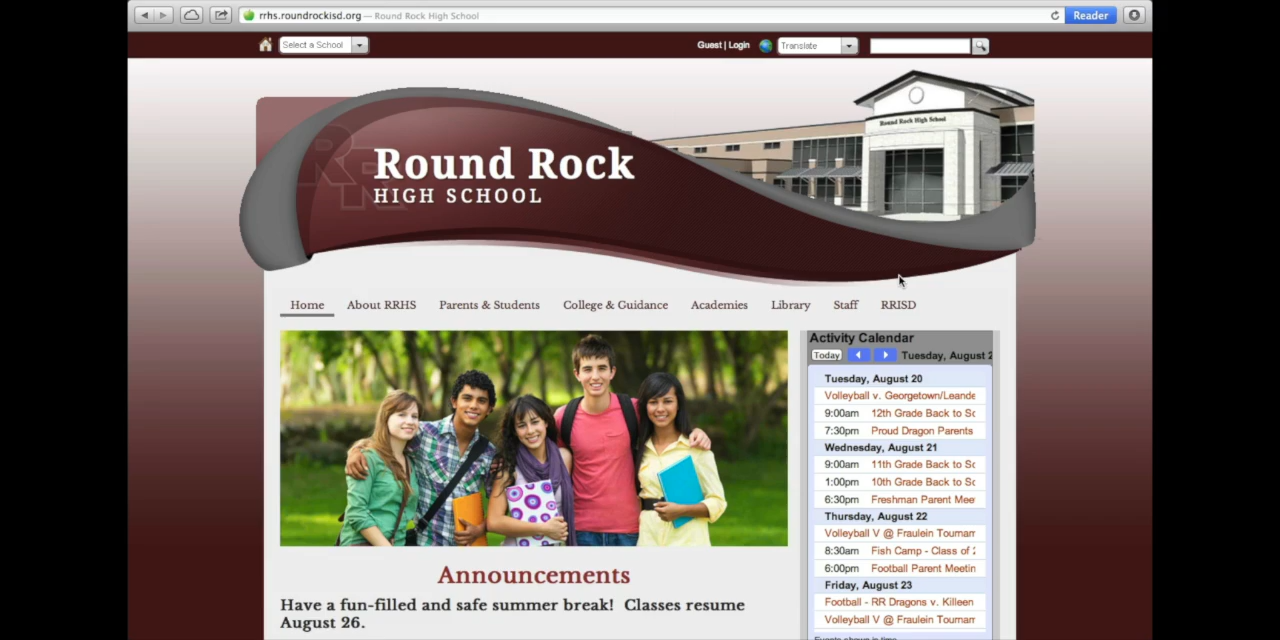 rrhs.roundrockisd.org — Round Rock High School
Reader
Select a School
Guest | Login
Translate
Round Rock High School
Round Rock
HIGH SCHOOL
Home About RRHS Parents & Students College & Guidance Academies Library Staff RRISD
Activity Calendar
Today Tuesday, August 2
Tuesday, August 20
Volleyball v. Georgetown/Leande
9:00am 12th Grade Back to Sc
7:30pm Proud Dragon Parents
Wednesday, August 21
9:00am 11th Grade Back to Sc
1:00pm 10th Grade Back to Sc
6:30pm Freshman Parent Mee
Thursday, August 22
Volleyball V @ Fraulein Tournam
8:30am Fish Camp - Class of 2
6:00pm Football Parent Meetin
Friday, August 23
Football - RR Dragons v. Killeen
Volleyball V @ Fraulein Tournam
Announcements
Have a fun-filled and safe summer break! Classes resume
August 26.